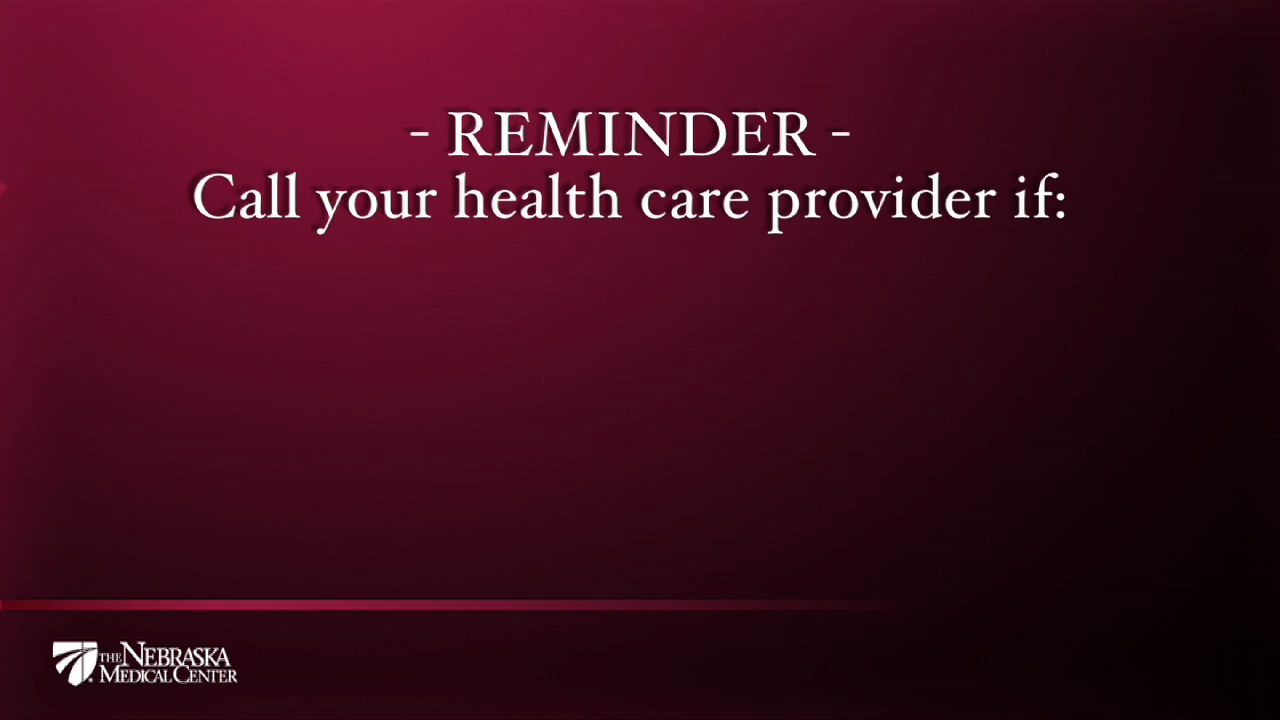 - REMINDER -
Call your health care provider if:
THE NEBRASKA
MEDICAL CENTER